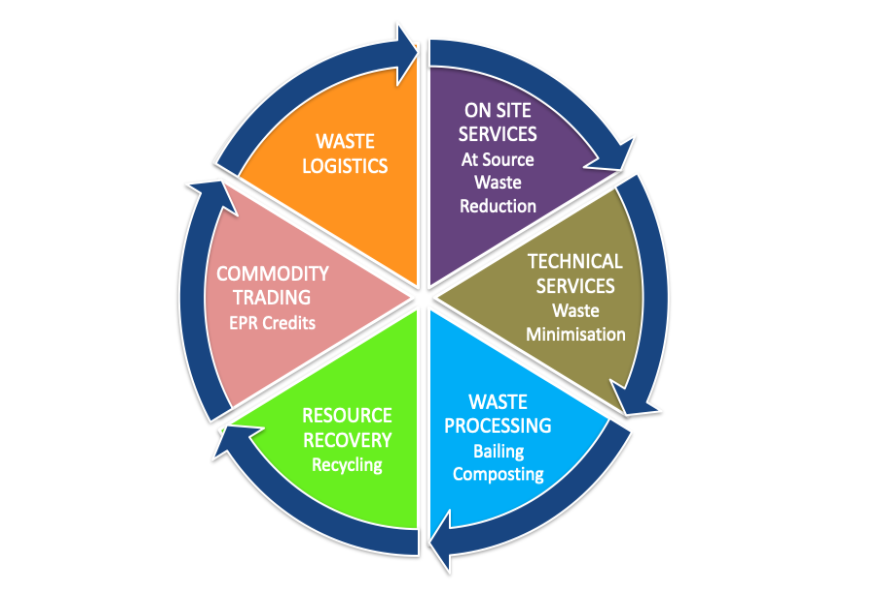 ON SITE
SERVICES
At Source
Waste
Reduction
TECHNICAL
SERVICES
Waste
Minimisation
WASTE
PROCESSING
Bailing
Composting
RESOURCE
RECOVERY
Recycling
COMMODITY
TRADING
EPR Credits
WASTE
LOGISTICS